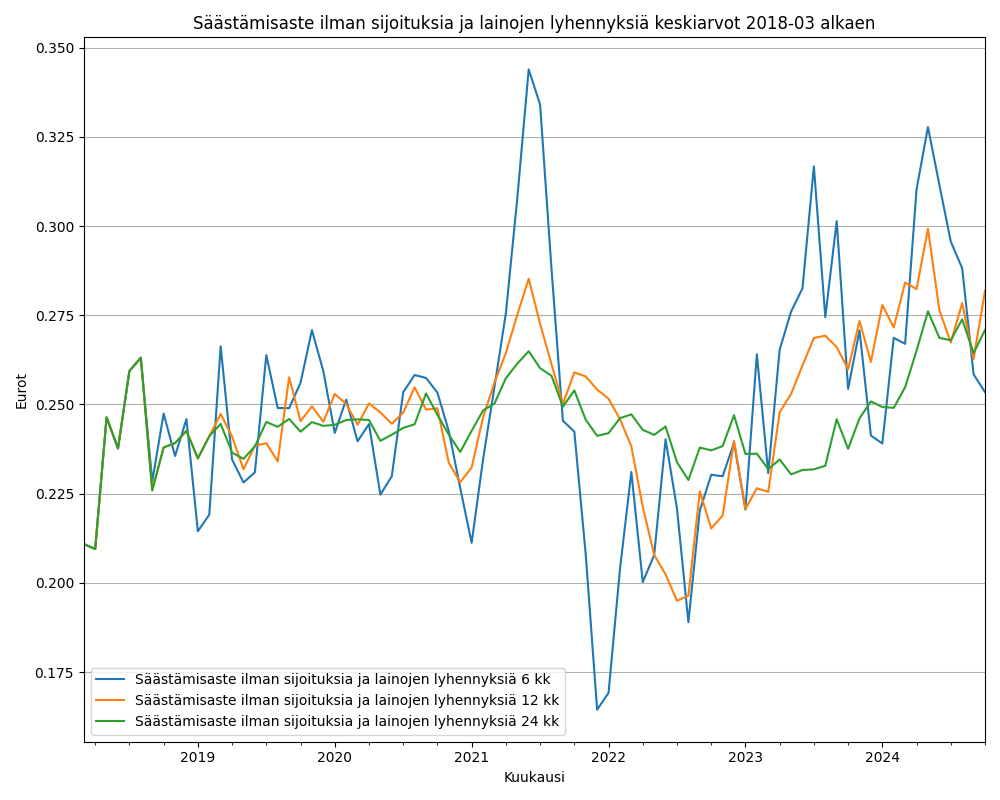 Säästämisaste ilman sijoituksia ja lainojen lyhennyksiä keskiarvot 2018-03 alkaen
0.350
0.325
0.300
0.275
0.250
0.225
0.200
0.175
Eurot
Säästämisaste ilman sijoituksia ja lainojen lyhennyksiä 6 kk
Säästämisaste ilman sijoituksia ja lainojen lyhennyksiä 12 kk
Säästämisaste ilman sijoituksia ja lainojen lyhennyksiä 24 kk
2019 2020 2021 2022 2023 2024
Kuukausi